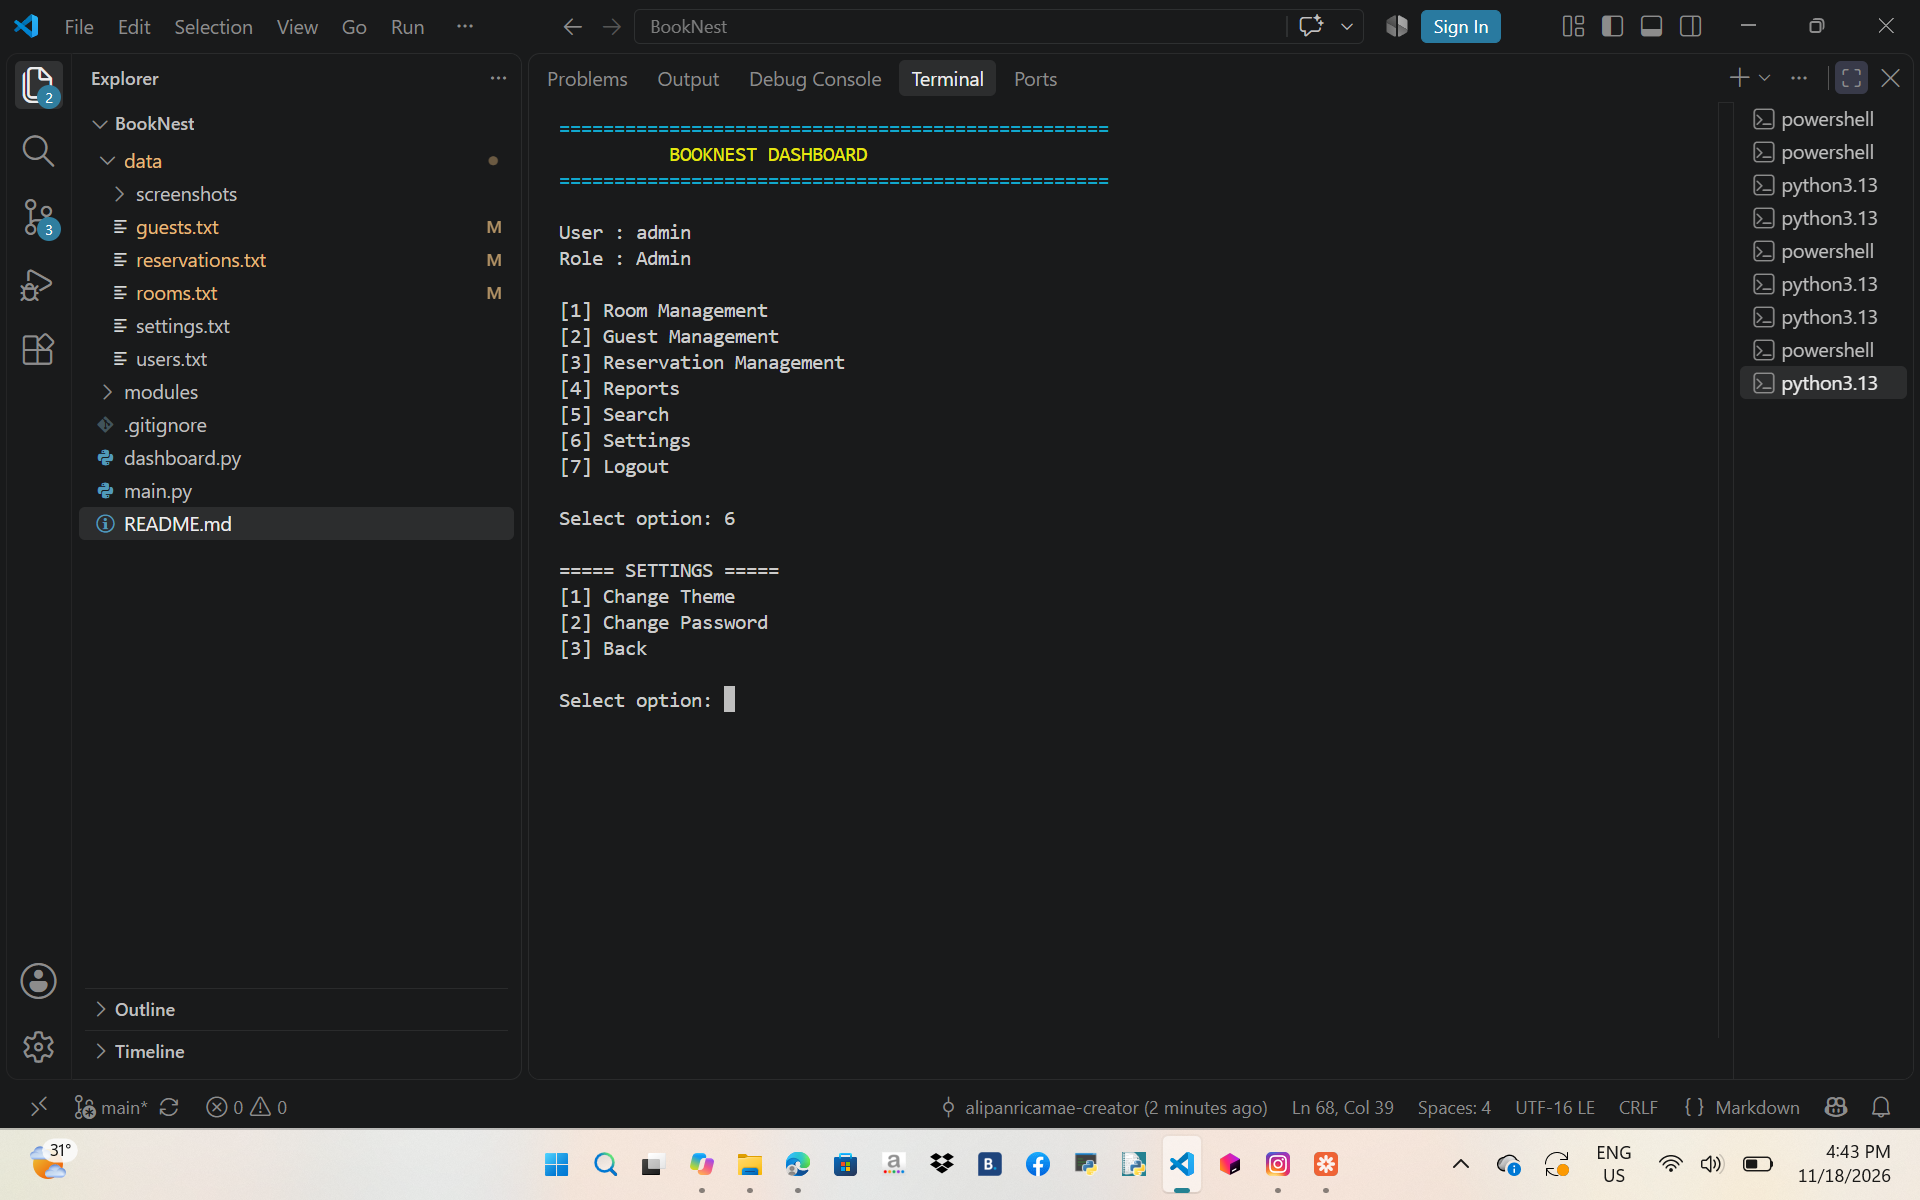 File Edit Selection View Go Run ···
BookNest
Sign In
Explorer
BookNest
data
screenshots
guests.txt M
reservations.txt M
rooms.txt M
settings.txt
users.txt
modules
.gitignore
dashboard.py
main.py
README.md
Outline
Timeline
2
3
Problems Output Debug Console Terminal Ports
==================================================
BOOKNEST DASHBOARD
==================================================
User : admin
Role : Admin
[1] Room Management
[2] Guest Management
[3] Reservation Management
[4] Reports
[5] Search
[6] Settings
[7] Logout
Select option: 6
===== SETTINGS =====
[1] Change Theme
[2] Change Password
[3] Back
Select option:
powershell
powershell
python3.13
python3.13
powershell
python3.13
python3.13
powershell
python3.13
main* 0 0
alipanricamae-creator (2 minutes ago) Ln 68, Col 39 Spaces: 4 UTF-16 LE CRLF { } Markdown
31°
a
B.
ENG
US
4:43 PM
11/18/2026